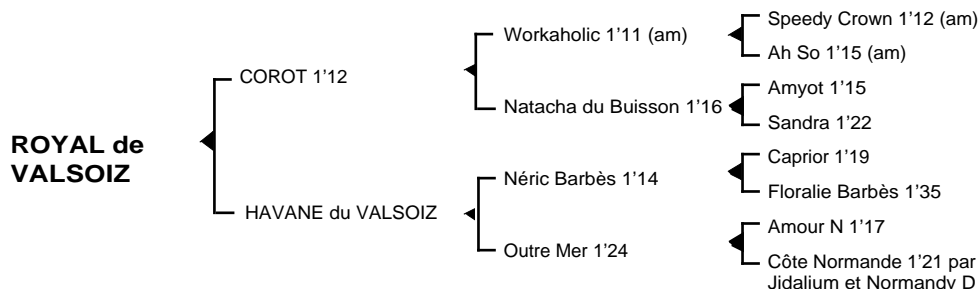 Speedy Crown 1’12 (am)
Workaholic 1’11 (am)
Ah So 1’15 (am)
COROT 1’12
Amyot 1’15
Natacha du Buisson 1’16
Sandra 1’22
ROYAL de
VALSOIZ
Caprior 1’19
Néric Barbès 1’14
Floralie Barbès 1’35
HAVANE du VALSOIZ
Amour N 1’17
Outre Mer 1’24
Côte Normande 1’21 par
Jidalium et Normandy D